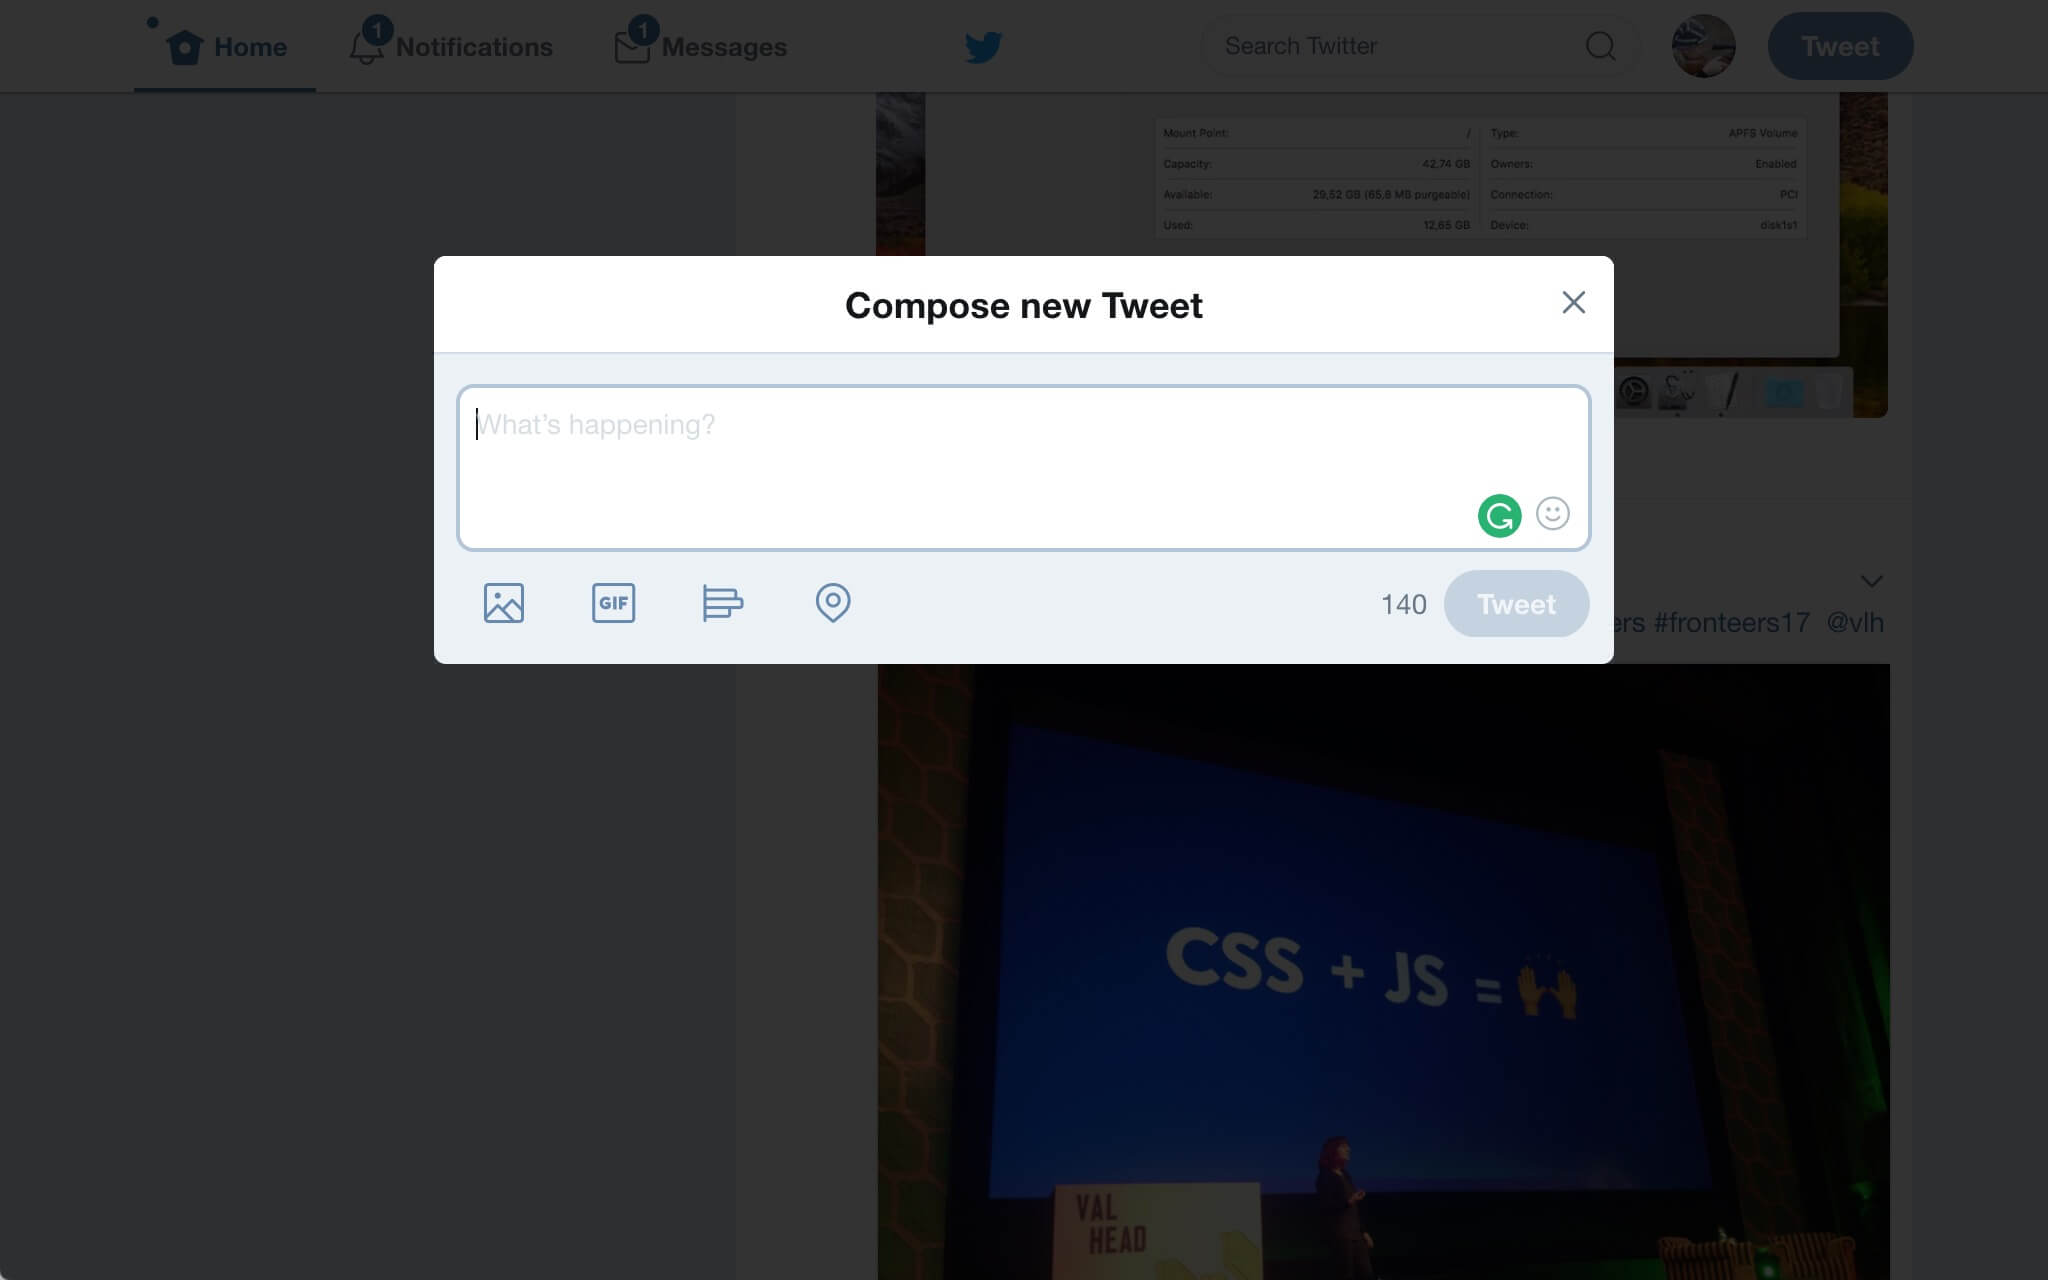 Home
1
Notifications
1
Messages
Search Twitter
Tweet
Mount Point: /
Type: APFS Volume
Capacity: 42,74 GB
Owners: Enabled
Available: 29,52 GB (65,8 MB purgeable)
Connection: PCI
Used: 12,65 GB
Device: disk1s1
Compose new Tweet
What's happening?
GIF
140
Tweet
ers #fronteers17 @vlh
CSS + JS = 🙌
VAL
HEAD